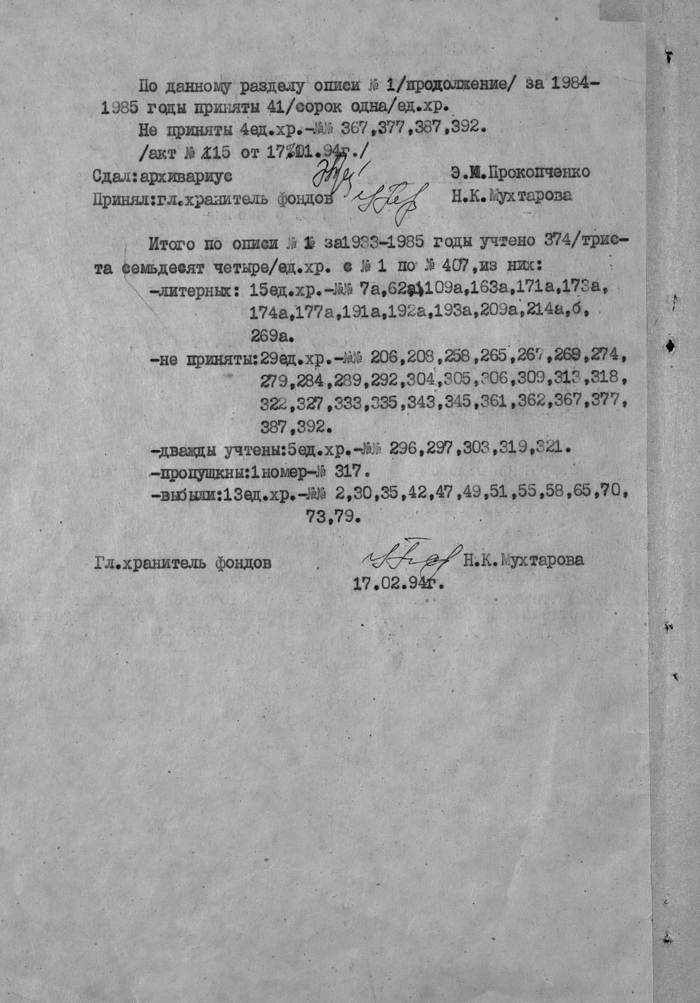 По данному разделу описи № 1/продолжение/ за 1984-
1985 годы приняты 41/сорок одна/ед.хр.
Не приняты 4ед.хр.-№№ 367,377,387,392.
/акт № 115 от 17.01.94г./
Сдал:архивариус Э.М.Прокопченко
Принял:гл.хранитель фондов Н.К.Мухтарова
Итого по описи № 1 за1933-1985 годы учтено 374/трис-
та семьдесят четыре/ед.хр. с № 1 по № 407,из них:
-литерных: 15ед.хр.-№№ 7а,62а,109а,163а,171а,173а,
174а,177а,191а,192а,193а,209а,214а,б,
269а.
-не приняты:29ед.хр.-№№ 206,208,258,265,267,269,274,
279,284,289,292,304,305,306,309,313,318,
322,327,333,335,343,345,361,362,367,377,
387,392.
-дважды учтены:5ед.хр.-№№ 296,297,303,319,321.
-пропушкны:1номер-№ 317.
-выбыли:13ед.хр.-№№ 2,30,35,42,47,49,51,55,58,65,70,
73,79.
Гл.хранитель фондов Н.К.Мухтарова
17.02.94г.